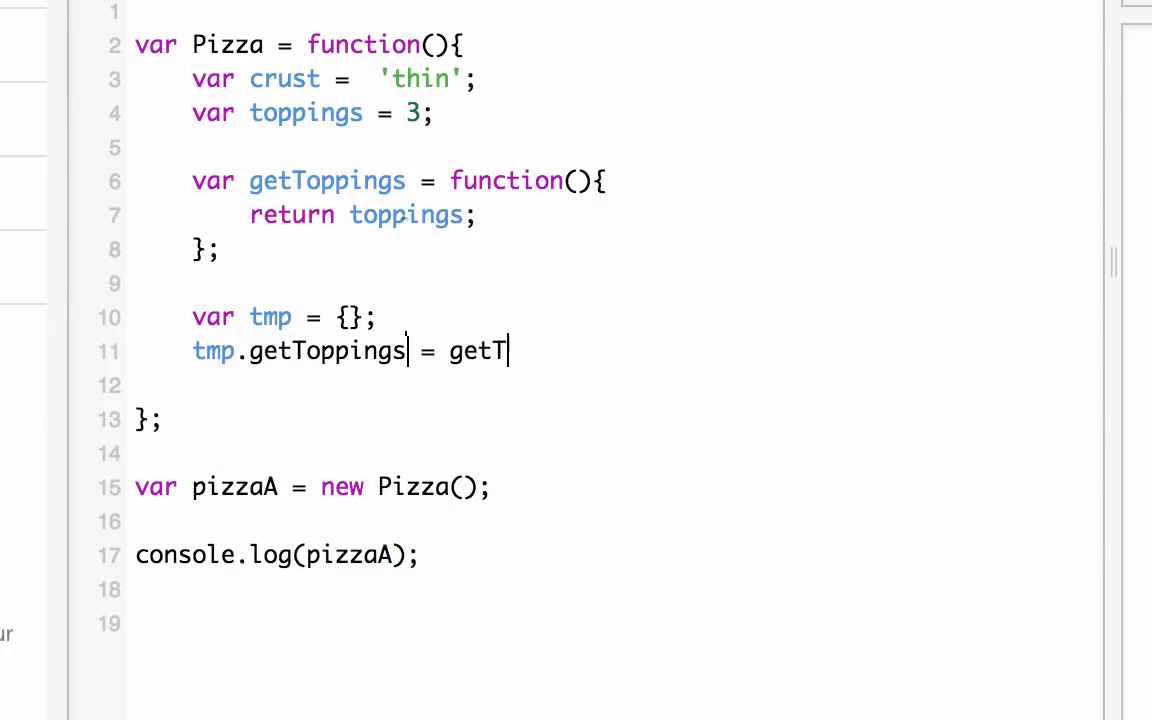 1
2 var Pizza = function(){
3     var crust =  'thin';
4     var toppings = 3;
5
6     var getToppings = function(){
7         return toppings;
8     };
9
10     var tmp = {};
11     tmp.getToppings = getT
12
13 };
14
15 var pizzaA = new Pizza();
16
17 console.log(pizzaA);
18
19
ur